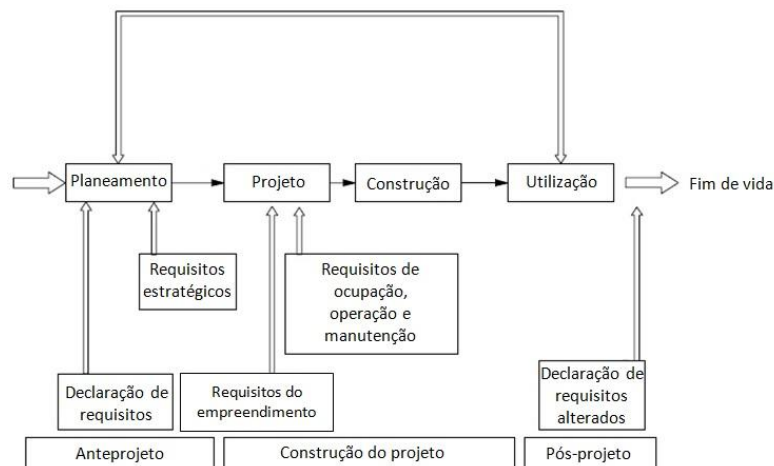 Planeamento
Projeto
Construção
Utilização
Fim de vida
Requisitos
estratégicos
Requisitos de
ocupação,
operação e
manutenção
Declaração de
requisitos
Requisitos do
empreendimento
Declaração de
requisitos
alterados
Anteprojeto
Construção do projeto
Pós-projeto